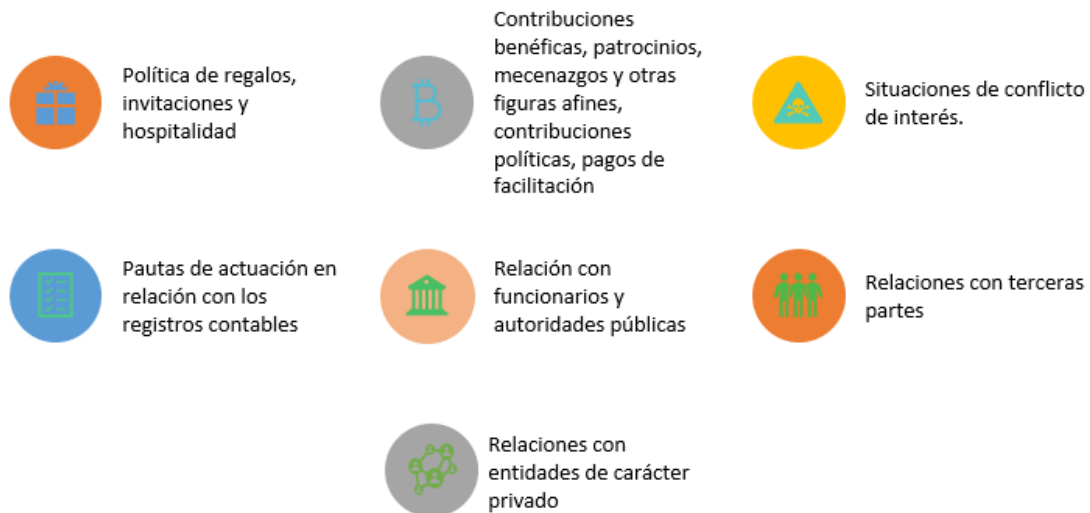 Política de regalos,
invitaciones y
hospitalidad
Contribuciones
benéficas, patrocinios,
mecenazgos y otras
figuras afines,
contribuciones
políticas, pagos de
facilitación
Situaciones de conflicto
de interés.
Pautas de actuación en
relación con los
registros contables
Relación con
funcionarios y
autoridades públicas
Relaciones con terceras
partes
Relaciones con
entidades de carácter
privado